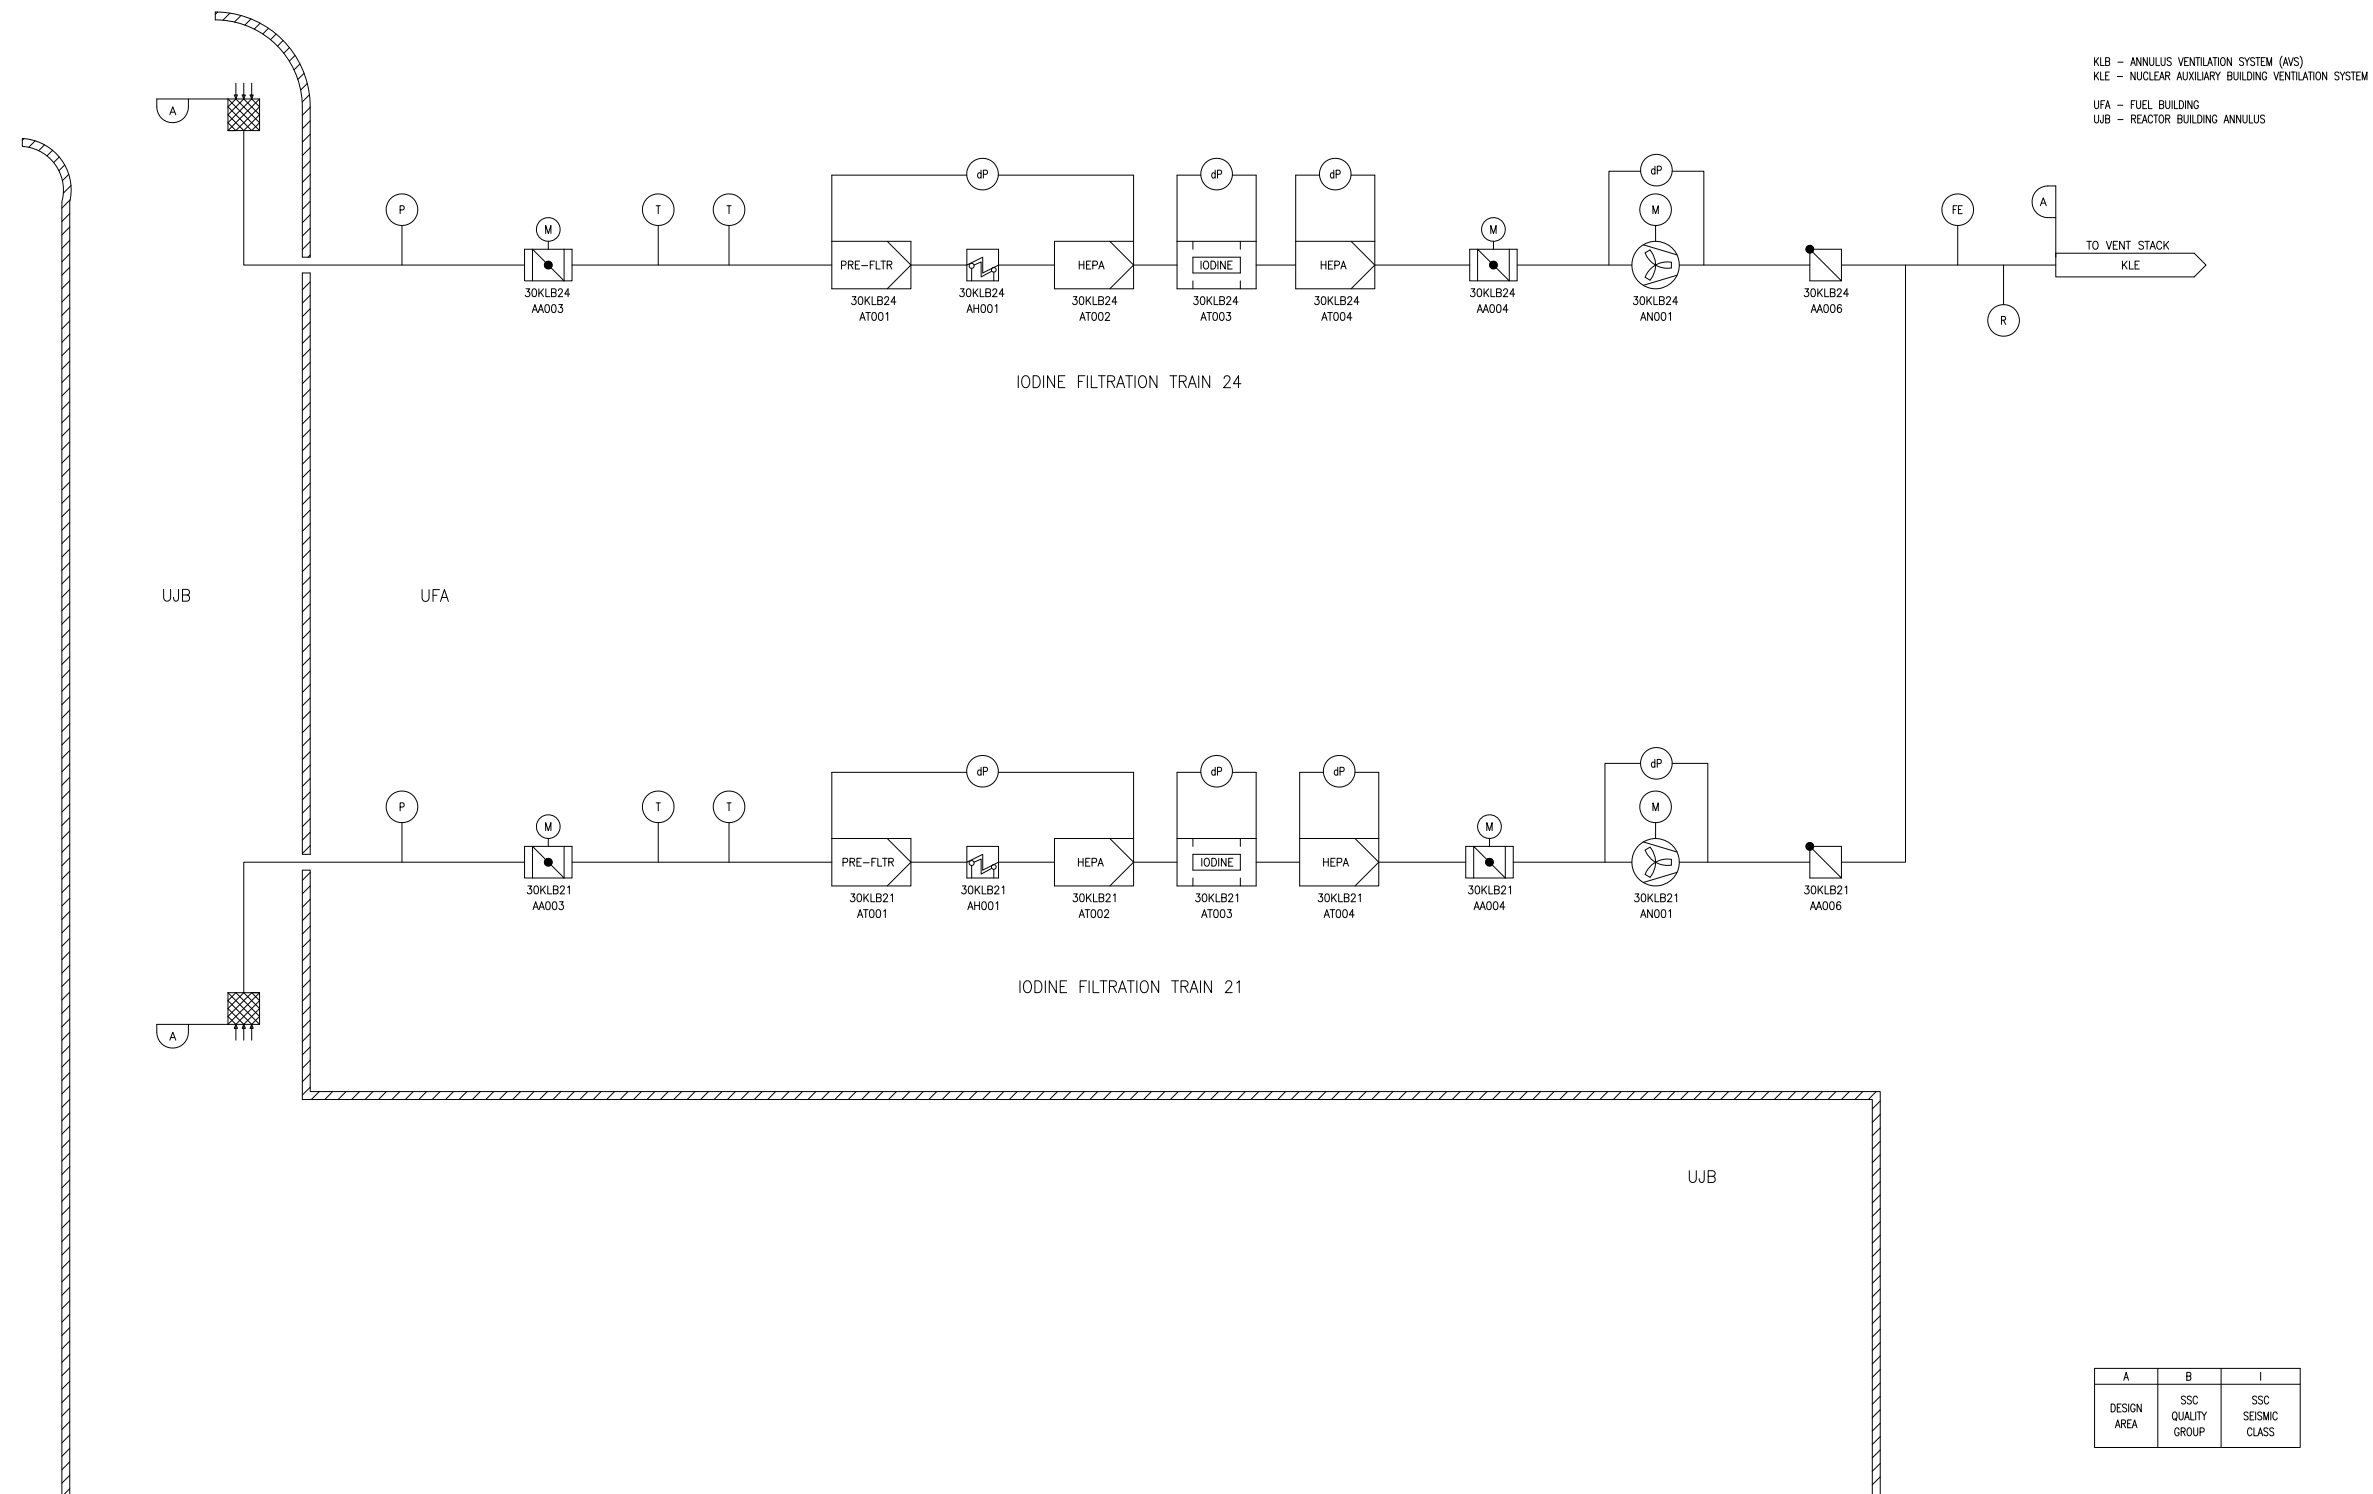 KLB – ANNULUS VENTILATION SYSTEM (AVS)
KLE – NUCLEAR AUXILIARY BUILDING VENTILATION SYSTEM
UFA – FUEL BUILDING
UJB – REACTOR BUILDING ANNULUS
A
P
M
T
T
dP
dP
dP
dP
M
M
FE
A
TO VENT STACK
KLE
R
PRE–FLTR
HEPA
IODINE
HEPA
30KLB24
AA003
30KLB24
AT001
30KLB24
AH001
30KLB24
AT002
30KLB24
AT003
30KLB24
AT004
30KLB24
AA004
30KLB24
AN001
30KLB24
AA006
IODINE FILTRATION TRAIN 24
UJB
UFA
P
M
T
T
dP
dP
dP
dP
M
M
PRE–FLTR
HEPA
IODINE
HEPA
30KLB21
AA003
30KLB21
AT001
30KLB21
AH001
30KLB21
AT002
30KLB21
AT003
30KLB21
AT004
30KLB21
AA004
30KLB21
AN001
30KLB21
AA006
IODINE FILTRATION TRAIN 21
A
UJB
A
B
I
DESIGN
AREA
SSC
QUALITY
GROUP
SSC
SEISMIC
CLASS